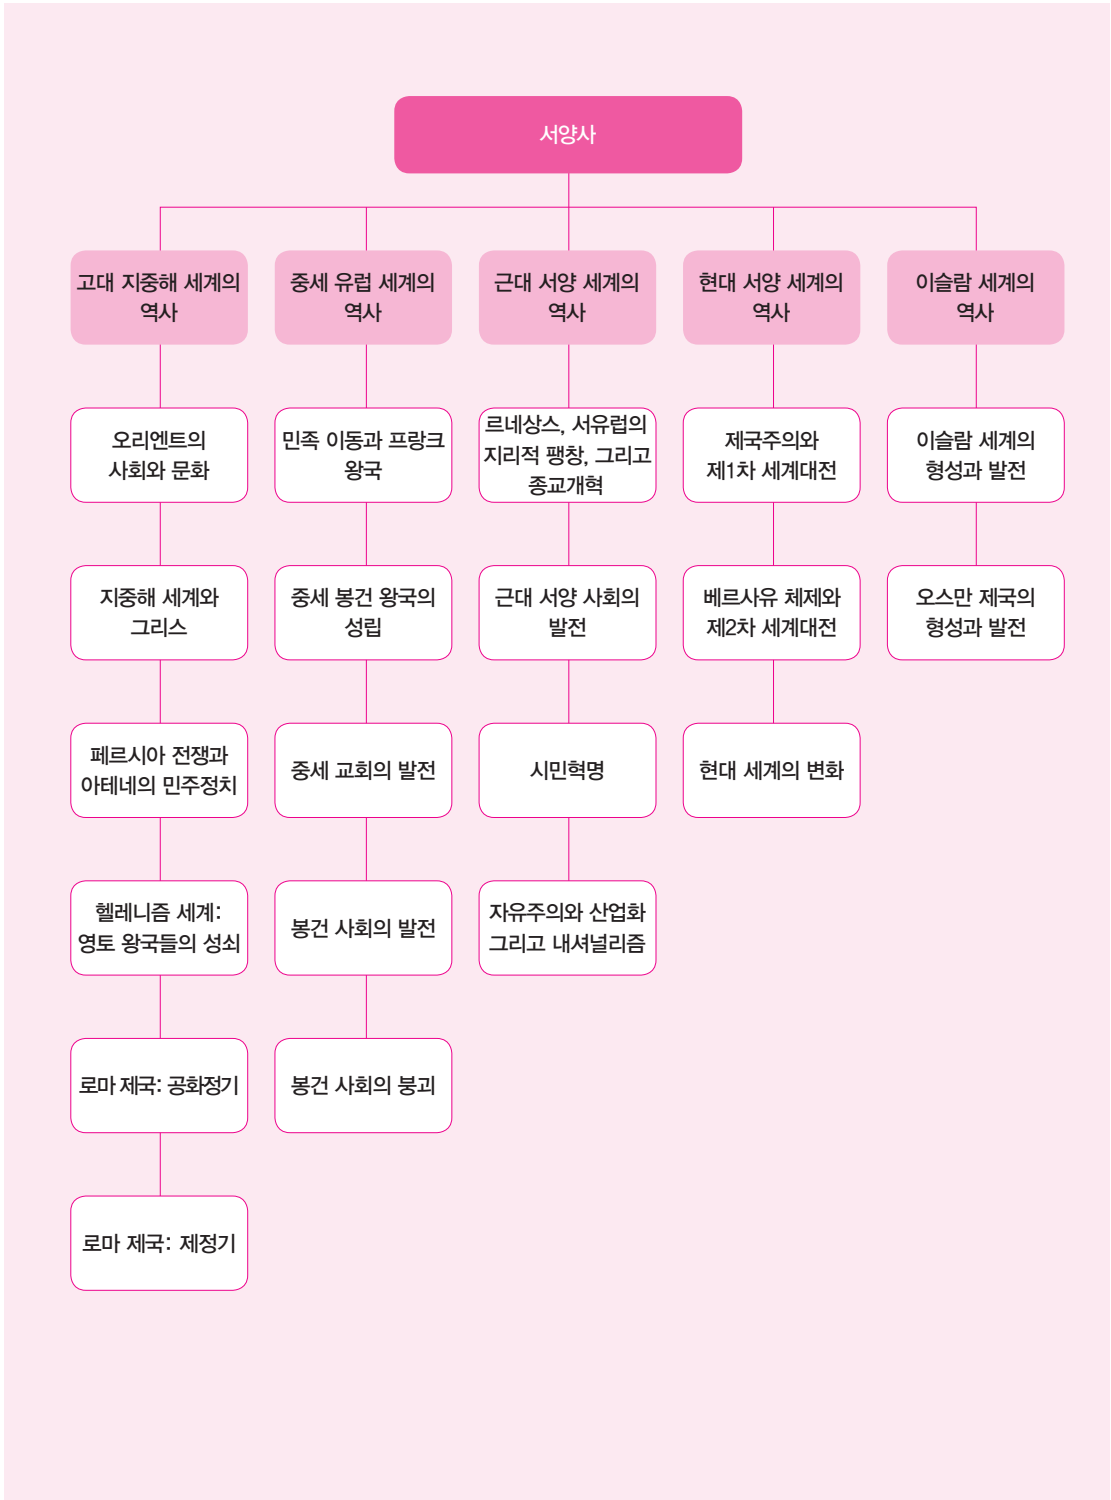 서양사
고대 지중해 세계의
역사
중세 유럽 세계의
역사
근대 서양 세계의
역사
현대 서양 세계의
역사
이슬람 세계의
역사
오리엔트의
사회와 문화
지중해 세계와
그리스
페르시아 전쟁과
아테네의 민주정치
헬레니즘 세계:
영토 왕국들의 성쇠
로마 제국: 공화정기
로마 제국: 제정기
민족 이동과 프랑크
왕국
중세 봉건 왕국의
성립
중세 교회의 발전
봉건 사회의 발전
봉건 사회의 붕괴
르네상스, 서유럽의
지리적 팽창, 그리고
종교개혁
근대 서양 사회의
발전
시민혁명
자유주의와 산업화
그리고 내셔널리즘
제국주의와
제1차 세계대전
베르사유 체제와
제2차 세계대전
현대 세계의 변화
이슬람 세계의
형성과 발전
오스만 제국의
형성과 발전